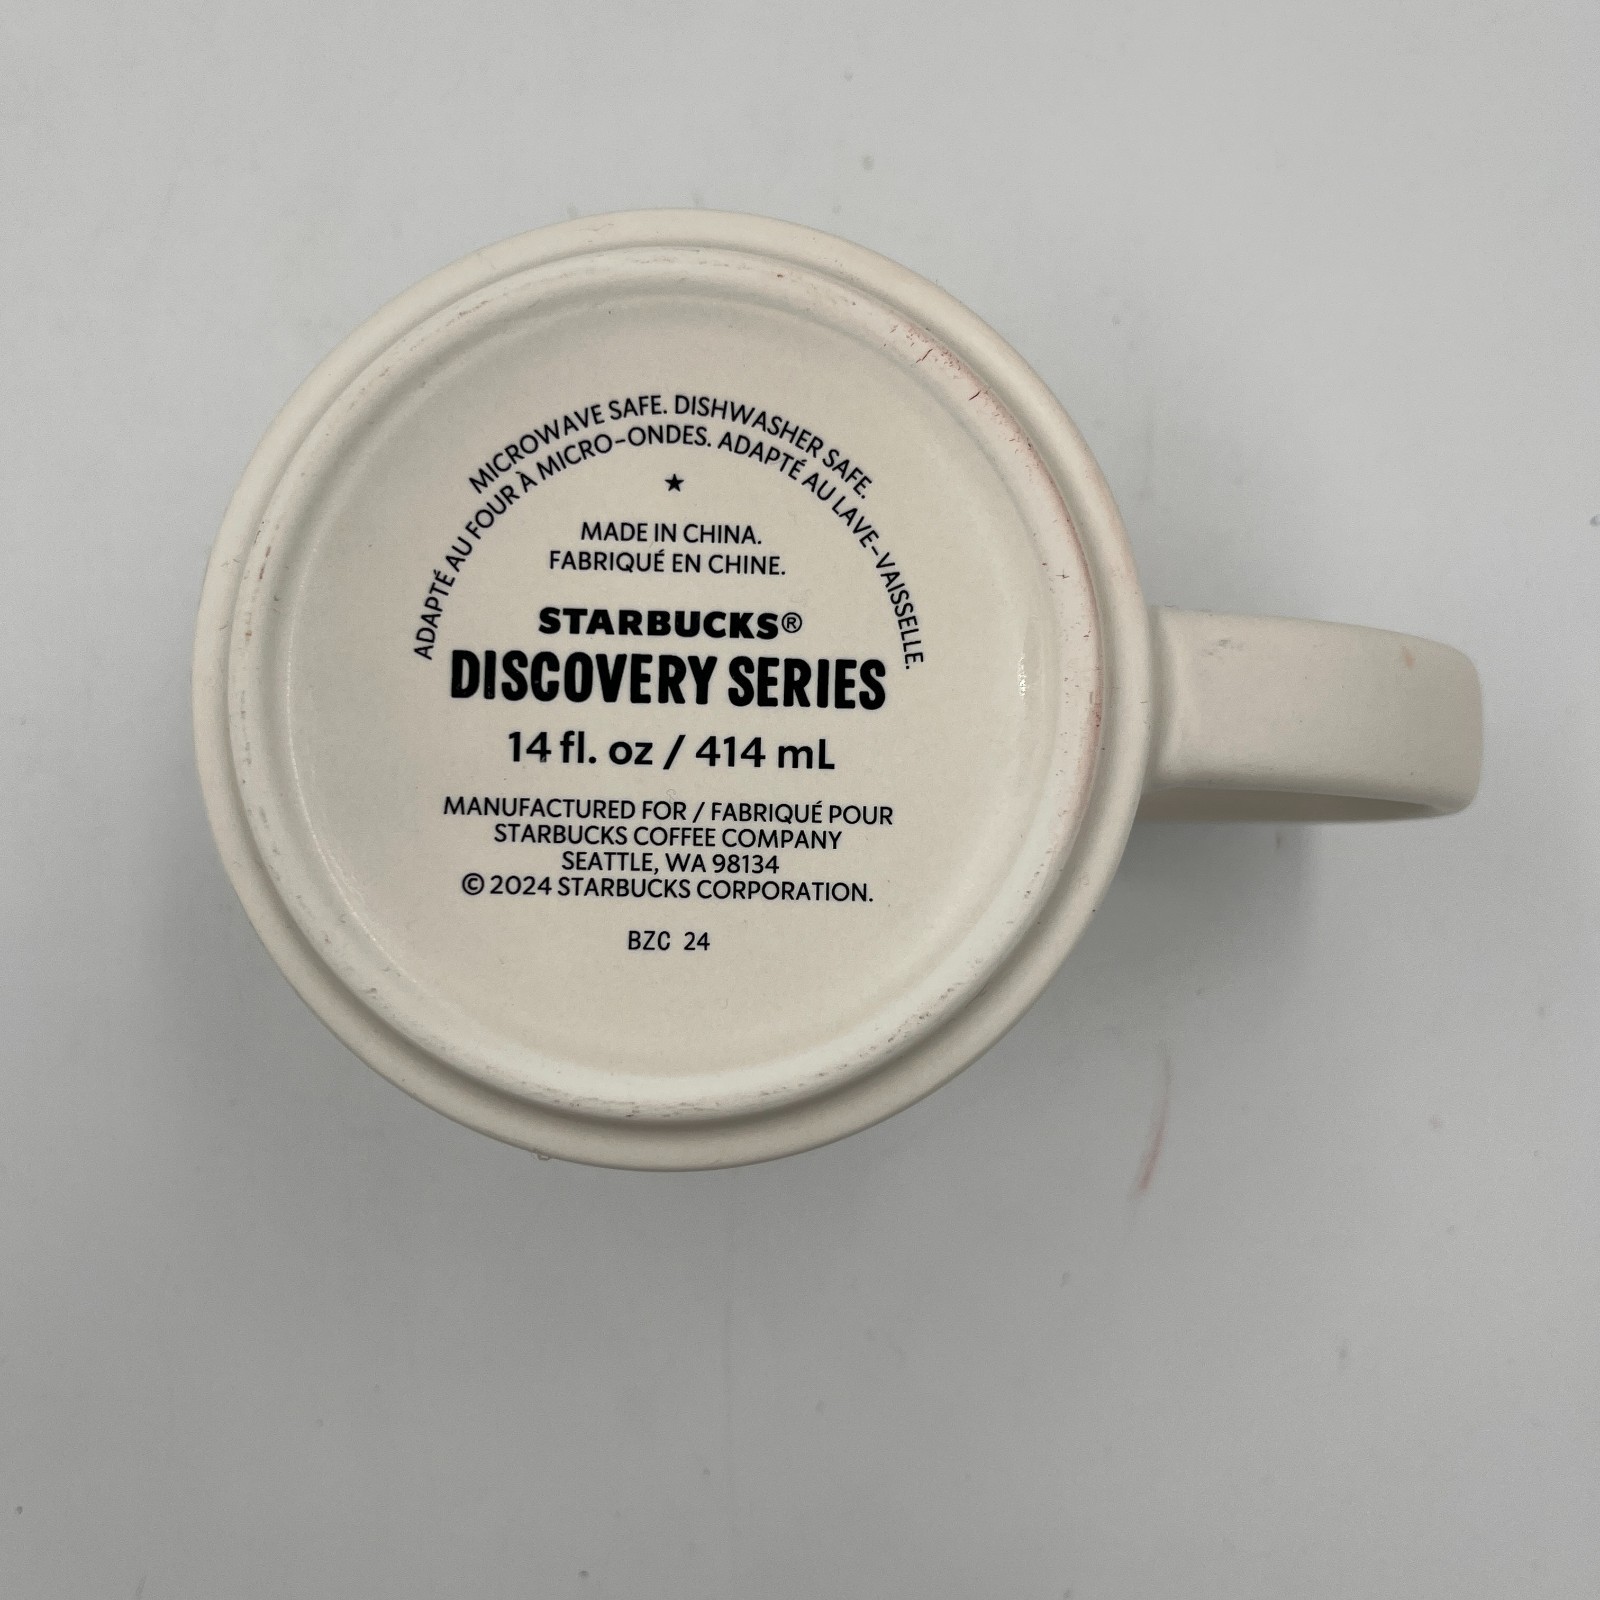 MICROWAVE SAFE. DISHWASHER SAFE.
ADAPTÉ AU FOUR À MICRO-ONDES. ADAPTÉ AU LAVE-VAISSELLE.
★
MADE IN CHINA.
FABRIQUÉ EN CHINE.
STARBUCKS®
DISCOVERY SERIES
14 fl. oz / 414 mL
MANUFACTURED FOR / FABRIQUÉ POUR
STARBUCKS COFFEE COMPANY
SEATTLE, WA 98134
© 2024 STARBUCKS CORPORATION.
BZC 24